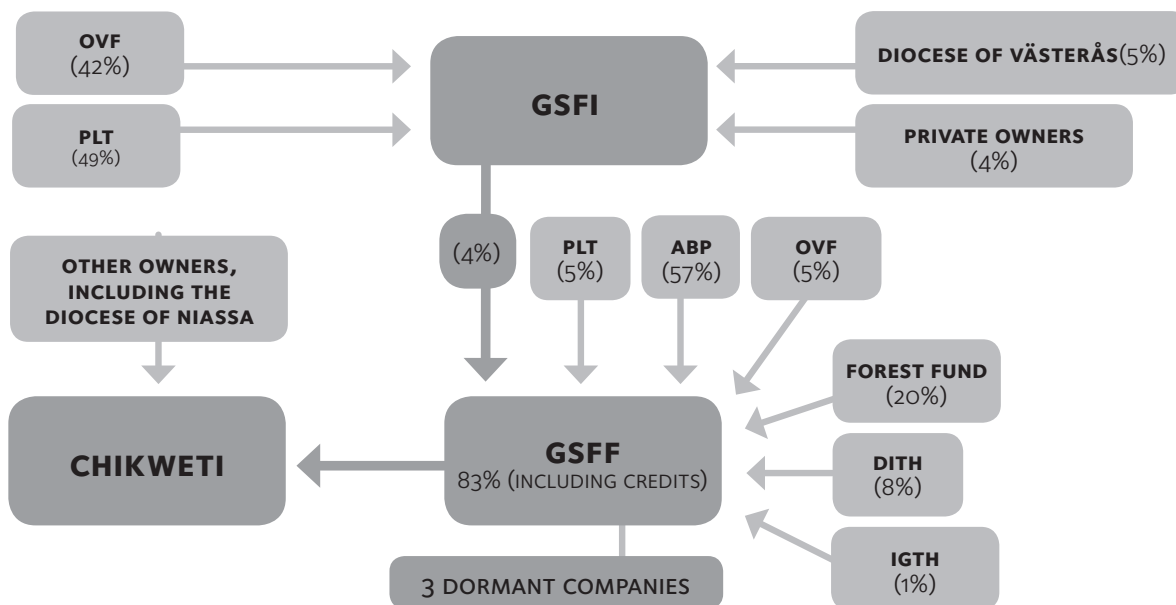 OVF
(42%)
GSFI
DIOCESE OF VÄSTERÅS(5%)
PLT
(49%)
PRIVATE OWNERS
(4%)
OTHER OWNERS,
INCLUDING THE
DIOCESE OF NIASSA
(4%)
PLT
(5%)
ABP
(57%)
OVF
(5%)
FOREST FUND
(20%)
CHIKWETI
GSFF
83% (INCLUDING CREDITS)
DITH
(8%)
IGTH
(1%)
3 DORMANT COMPANIES